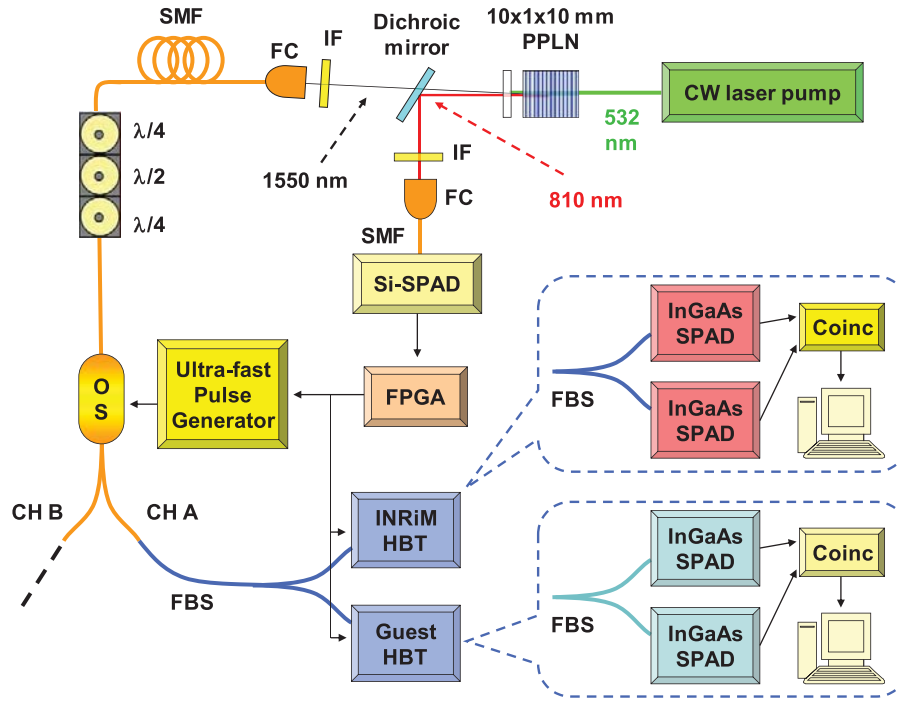 SMF
FC
IF
Dichroic
mirror
10x1x10 mm
PPLN
CW laser pump
532
nm
λ/4
λ/2
λ/4
1550 nm
IF
FC
810 nm
SMF
Si-SPAD
FPGA
Ultra-fast
Pulse
Generator
O
S
CH B
CH A
FBS
INRiM
HBT
Guest
HBT
FBS
InGaAs
SPAD
InGaAs
SPAD
Coinc
FBS
InGaAs
SPAD
InGaAs
SPAD
Coinc